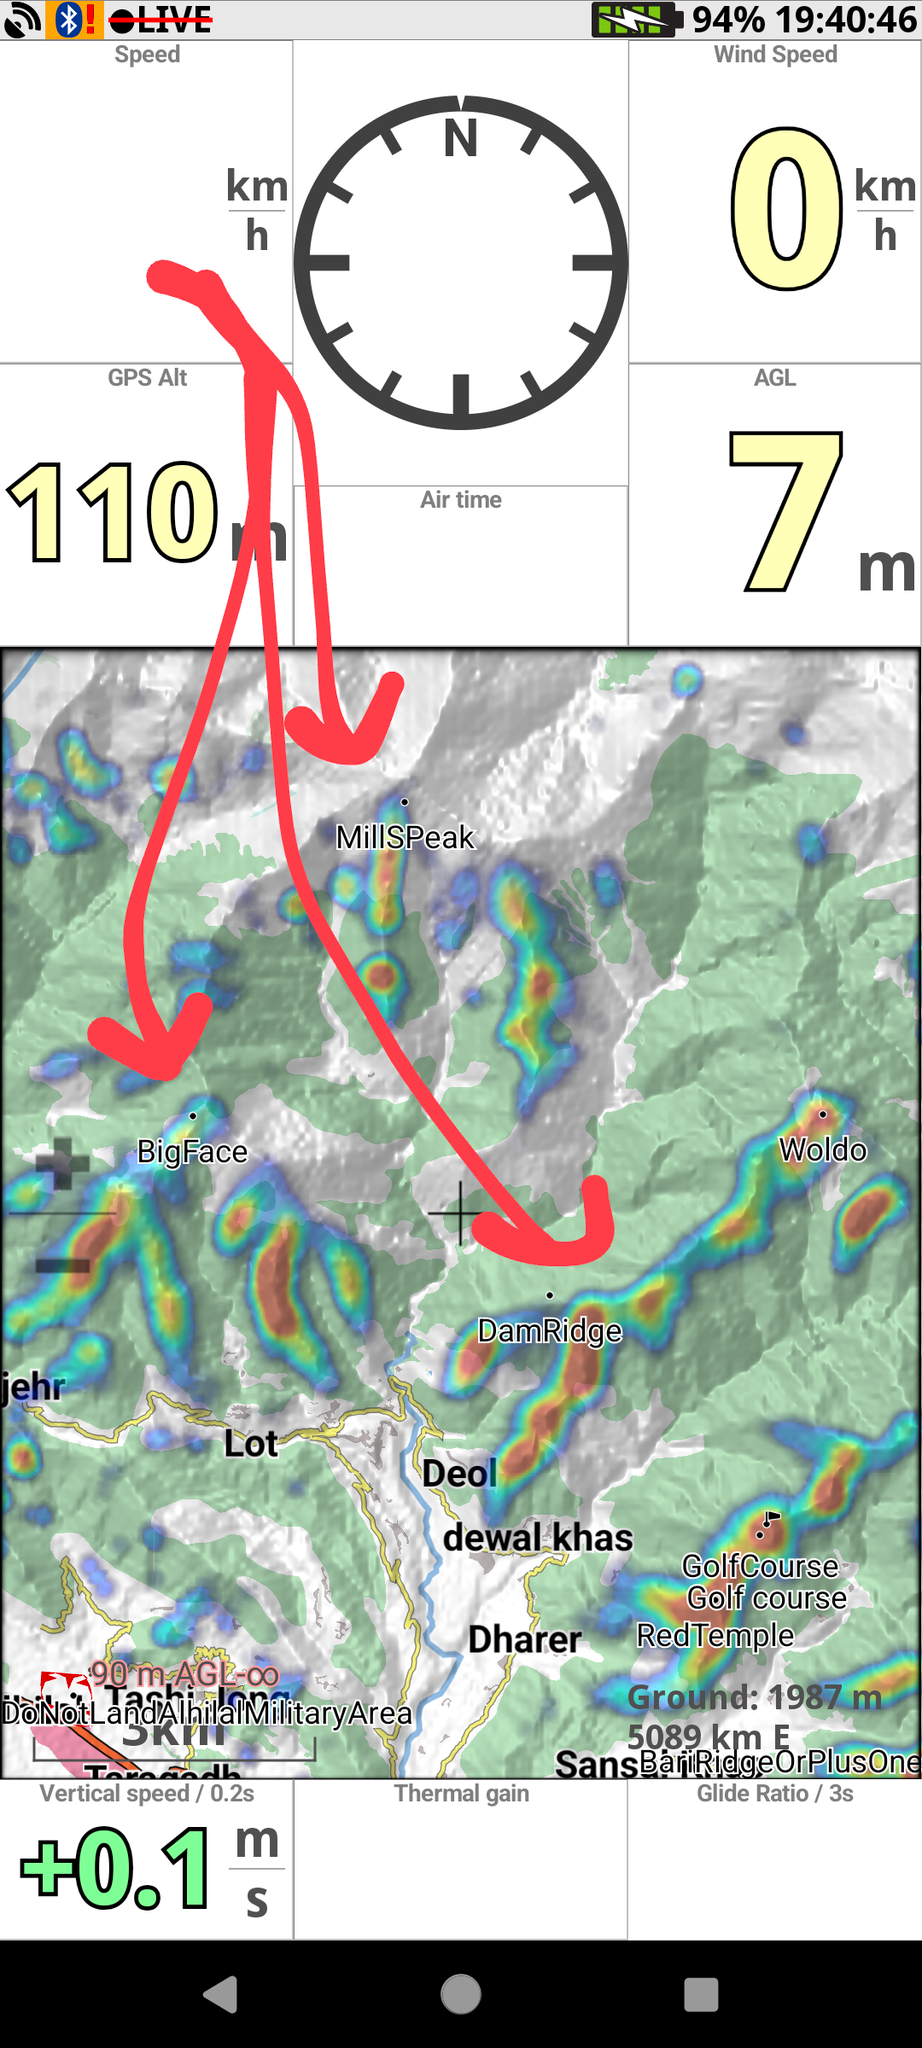 ●LIVE 94% 19:40:46
Speed
Wind Speed
km
h
N
0 km
h
GPS Alt
AGL
110 m
Air time
7 m
MillSPeak
BigFace
Woldo
DamRidge
jehr
Lot
Deol
dewal khas
GolfCourse
Golf course
RedTemple
Dharer
90 m AGL-∞
Tashi Jong
DoNotLandAlhilalMilitaryArea
3km
Ground: 1987 m
5089 km E
BariRidgeOrPlusOne
Taragadh
Vertical speed / 0.2s
Thermal gain
Glide Ratio / 3s
+0.1 m
s